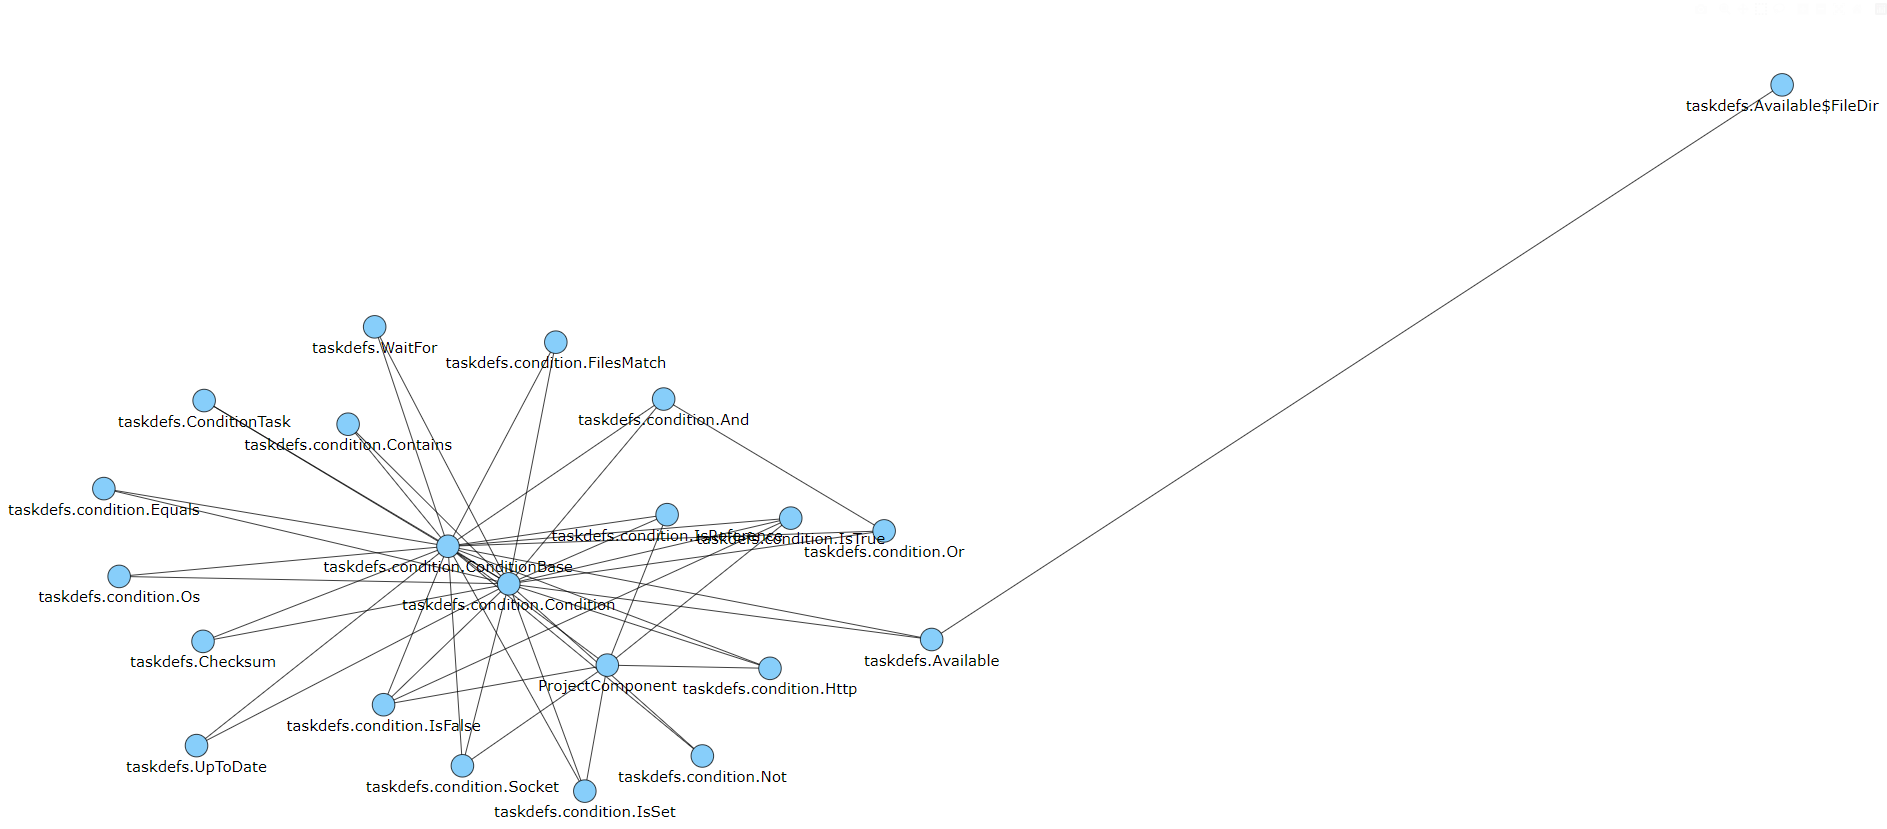 taskdefs.Available$FileDir
taskdefs.WaitFor
taskdefs.condition.FilesMatch
taskdefs.ConditionTask
taskdefs.condition.And
taskdefs.condition.Contains
taskdefs.condition.Equals
taskdefs.condition.IsReference
taskdefs.condition.IsTrue
taskdefs.condition.Or
taskdefs.condition.ConditionBase
taskdefs.condition.Os
taskdefs.condition.Condition
taskdefs.Checksum
taskdefs.Available
ProjectComponent
taskdefs.condition.Http
taskdefs.condition.IsFalse
taskdefs.UpToDate
taskdefs.condition.Not
taskdefs.condition.Socket
taskdefs.condition.IsSet